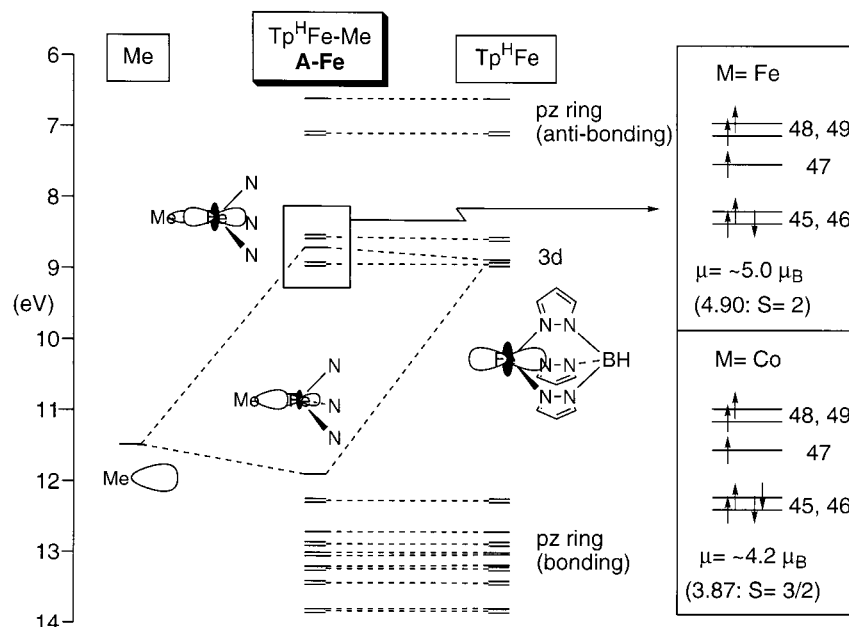 Me
Tp^H Fe-Me
A-Fe
Tp^H Fe
6
7
8
9
(eV)
10
11
12
13
14
pz ring
(anti-bonding)
3d
pz ring
(bonding)
Me Fe N
N
N
Me Fe N
N
N
Me
Fe N-N
N-N BH
N-N
M= Fe
48, 49
47
45, 46
μ= ~5.0 μ_B
(4.90: S= 2)
M= Co
48, 49
47
45, 46
μ= ~4.2 μ_B
(3.87: S= 3/2)